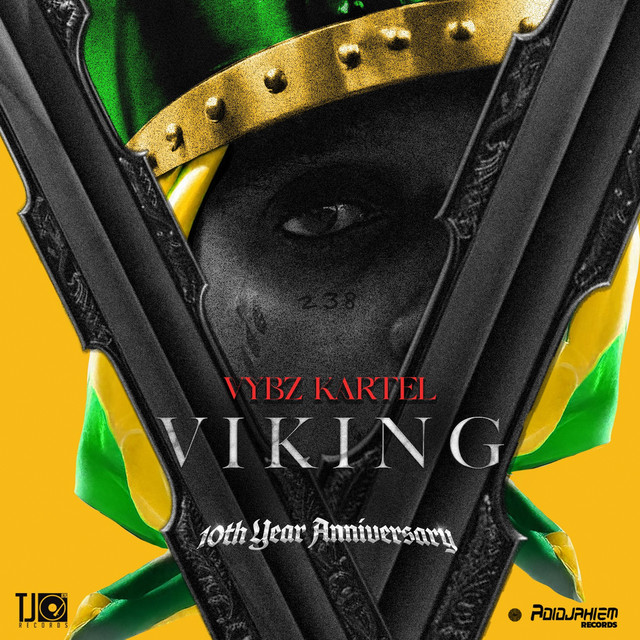 238
VYBZ KARTEL
VIKING
10th Year Anniversary
TJ
RECORDS
ADIDJAHIEM
RECORDS